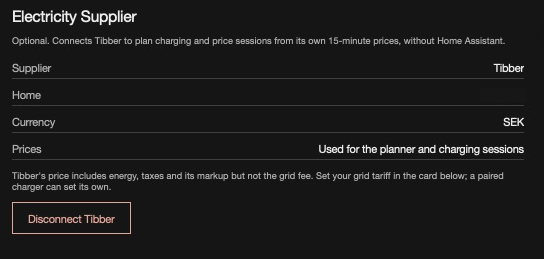 Electricity Supplier
Optional. Connects Tibber to plan charging and price sessions from its own 15-minute prices, without Home Assistant.
Supplier Tibber
Home
Currency SEK
Prices Used for the planner and charging sessions
Tibber's price includes energy, taxes and its markup but not the grid fee. Set your grid tariff in the card below; a paired
charger can set its own.
Disconnect Tibber